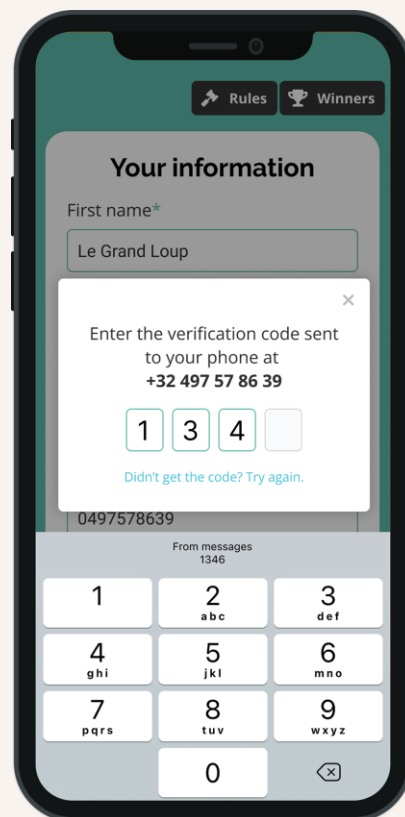 Rules
Winners
Your information
First name*
Le Grand Loup
×
Enter the verification code sent
to your phone at
+32 497 57 86 39
1 3 4
Didn't get the code? Try again.
0497578639
From messages
1346
1 2 3
abc def
4 5 6
ghi jkl mno
7 8 9
pqrs tuv wxyz
0